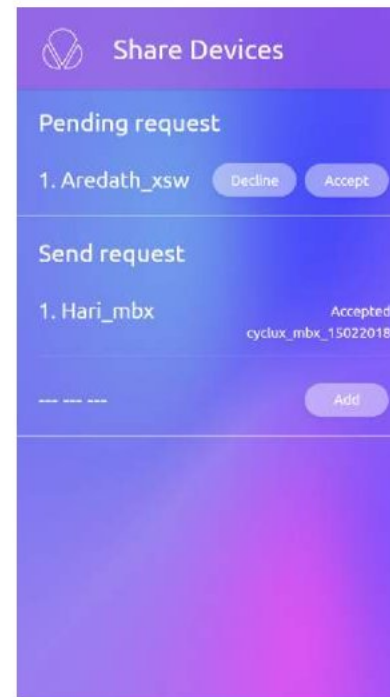 Share Devices
Pending request
1. Aredath_xsw Decline Accept
Send request
1. Hari_mbx Accepted
cyclux_mbx_15022018
--- --- --- Add